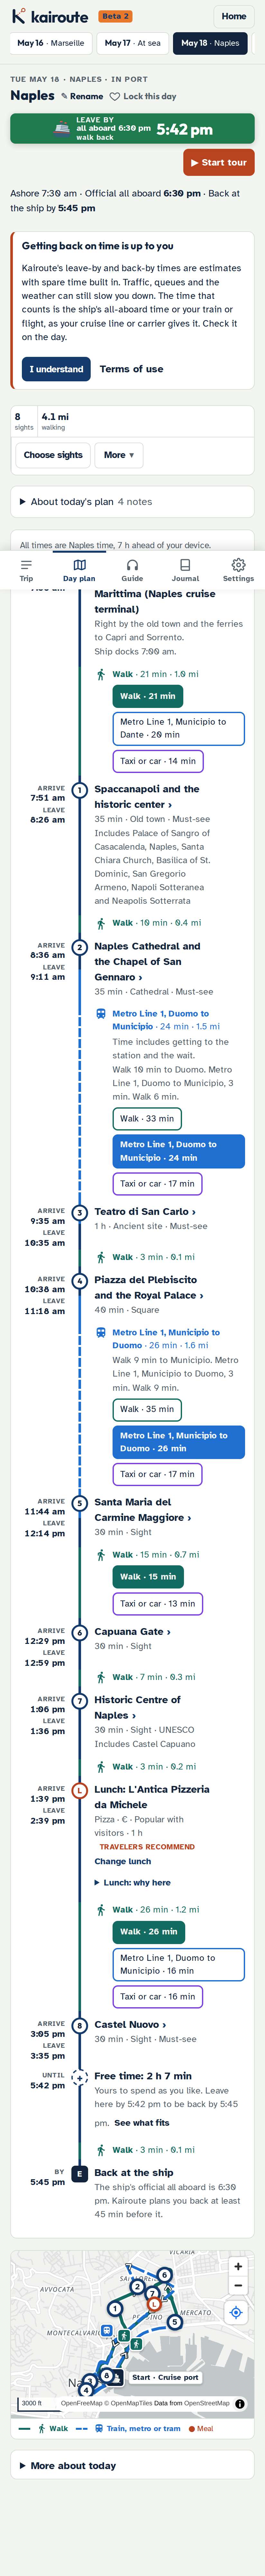 kairoute Beta 2 Home
May 16 · Marseille May 17 · At sea May 18 · Naples
TUE MAY 18 · NAPLES · IN PORT
Naples ✎ Rename Lock this day
LEAVE BY
all aboard 6:30 pm
walk back
5:42 pm
▶ Start tour
Ashore 7:30 am · Official all aboard 6:30 pm · Back at
the ship by 5:45 pm
Getting back on time is up to you
Kairoute's leave-by and back-by times are estimates
with spare time built in. Traffic, queues and the
weather can still slow you down. The time that
counts is the ship's all-aboard time or your train or
flight, as your cruise line or carrier gives it. Check it
on the day.
I understand Terms of use
8
sights
4.1 mi
walking
Choose sights More ▾
▶ About today's plan 4 notes
All times are Naples time, 7 h ahead of your device.
Trip Day plan Guide Journal Settings
Marittima (Naples cruise
terminal)
Right by the old town and the ferries
to Capri and Sorrento.
Ship docks 7:00 am.
Walk · 21 min · 1.0 mi
Walk · 21 min
Metro Line 1, Municipio to
Dante · 20 min
Taxi or car · 14 min
ARRIVE
7:51 am
LEAVE
8:26 am
1
Spaccanapoli and the
historic center ›
35 min · Old town · Must-see
Includes Palace of Sangro of
Casacalenda, Naples, Santa
Chiara Church, Basilica of St.
Dominic, San Gregorio
Armeno, Napoli Sotteranea
and Neapolis Sotterrata
Walk · 10 min · 0.4 mi
ARRIVE
8:36 am
LEAVE
9:11 am
2
Naples Cathedral and
the Chapel of San
Gennaro ›
35 min · Cathedral · Must-see
Metro Line 1, Duomo to
Municipio · 24 min · 1.5 mi
Time includes getting to the
station and the wait.
Walk 10 min to Duomo. Metro
Line 1, Duomo to Municipio, 3
min. Walk 6 min.
Walk · 33 min
Metro Line 1, Duomo to
Municipio · 24 min
Taxi or car · 17 min
ARRIVE
9:35 am
LEAVE
10:35 am
3
Teatro di San Carlo ›
1 h · Ancient site · Must-see
Walk · 3 min · 0.1 mi
ARRIVE
10:38 am
LEAVE
11:18 am
4
Piazza del Plebiscito
and the Royal Palace ›
40 min · Square
Metro Line 1, Municipio to
Duomo · 26 min · 1.6 mi
Walk 9 min to Municipio. Metro
Line 1, Municipio to Duomo, 3
min. Walk 9 min.
Walk · 35 min
Metro Line 1, Municipio to
Duomo · 26 min
Taxi or car · 17 min
ARRIVE
11:44 am
LEAVE
12:14 pm
5
Santa Maria del
Carmine Maggiore ›
30 min · Sight
Walk · 15 min · 0.7 mi
Walk · 15 min
Taxi or car · 13 min
ARRIVE
12:29 pm
LEAVE
12:59 pm
6
Capuana Gate ›
30 min · Sight
Walk · 7 min · 0.3 mi
ARRIVE
1:06 pm
LEAVE
1:36 pm
7
Historic Centre of
Naples ›
30 min · Sight · UNESCO
Includes Castel Capuano
Walk · 3 min · 0.2 mi
ARRIVE
1:39 pm
LEAVE
2:39 pm
L
Lunch: L'Antica Pizzeria
da Michele
Pizza · € · Popular with
visitors · 1 h
TRAVELERS RECOMMEND
Change lunch
▶ Lunch: why here
Walk · 26 min · 1.2 mi
Walk · 26 min
Metro Line 1, Duomo to
Municipio · 16 min
Taxi or car · 16 min
ARRIVE
3:05 pm
LEAVE
3:35 pm
8
Castel Nuovo ›
30 min · Sight · Must-see
UNTIL
5:42 pm
+
Free time: 2 h 7 min
Yours to spend as you like. Leave
here by 5:42 pm to be back by 5:45
pm. See what fits
Walk · 3 min · 0.1 mi
BY
5:45 pm
E
Back at the ship
The ship's official all aboard is 6:30
pm. Kairoute plans you back at least
45 min before it.
VICARIA
AVVOCATA
MERCATO
MONTECALVARIO
6
2
7
L
1
5
3
8
4
Start · Cruise port
+
−
3000 ft
OpenFreeMap © OpenMapTiles Data from OpenStreetMap
Walk Train, metro or tram Meal
▶ More about today